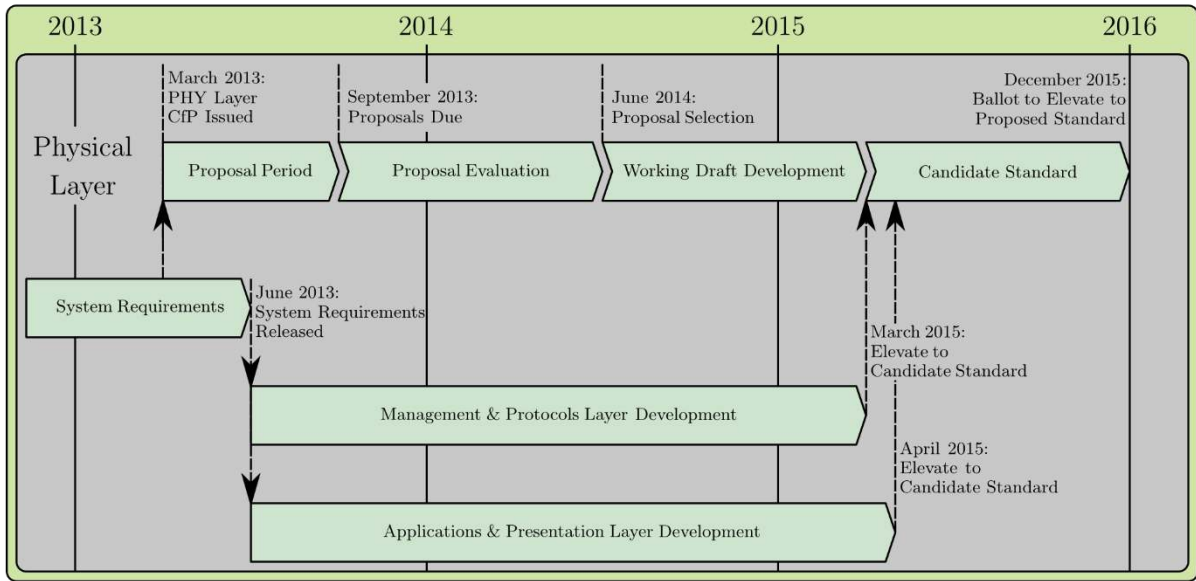 2013
2014
2015
2016
March 2013:
PHY Layer
CfP Issued
September 2013:
Proposals Due
June 2014:
Proposal Selection
December 2015:
Ballot to Elevate to
Proposed Standard
Physical
Layer
Proposal Period
Proposal Evaluation
Working Draft Development
Candidate Standard
System Requirements
June 2013:
System Requirements
Released
March 2015:
Elevate to
Candidate Standard
Management & Protocols Layer Development
April 2015:
Elevate to
Candidate Standard
Applications & Presentation Layer Development